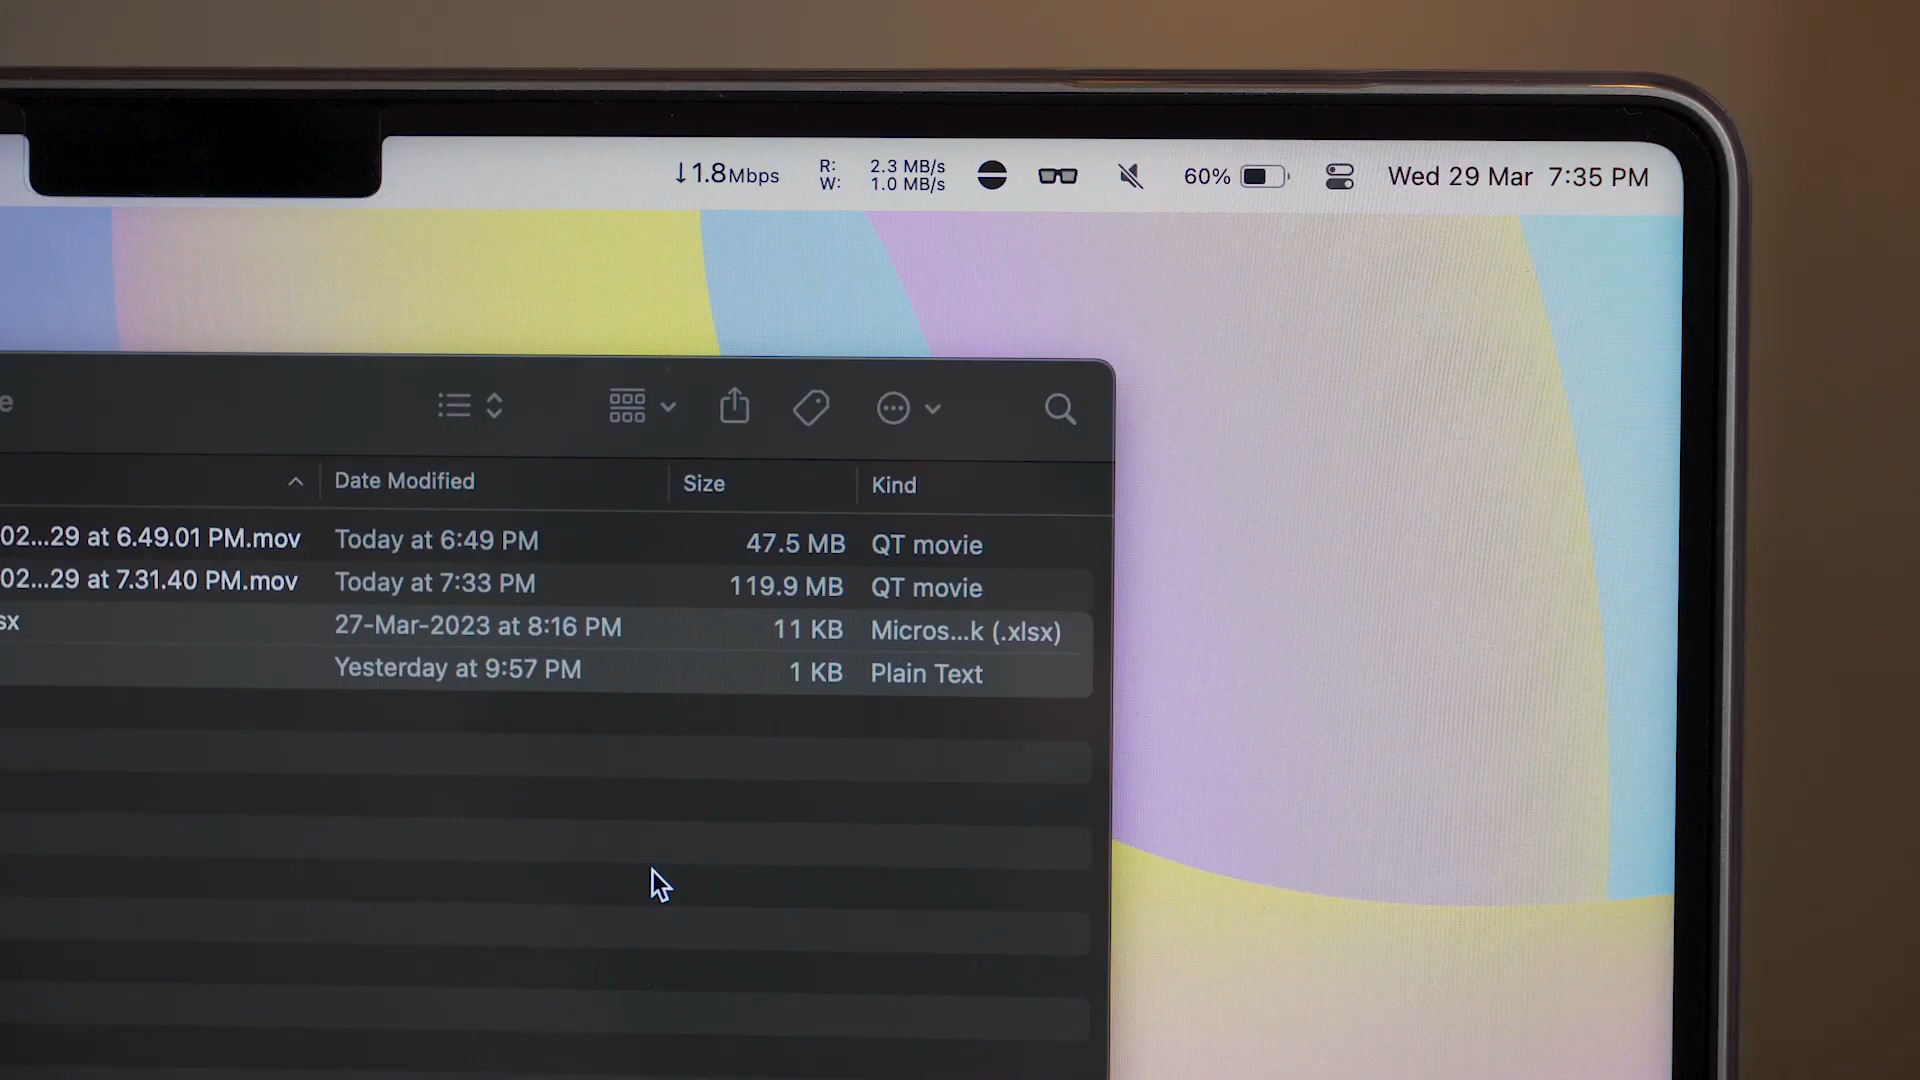 ↓1.8Mbps R: 2.3 MB/s 60% Wed 29 Mar 7:35 PM
W: 1.0 MB/s
e
Date Modified Size Kind
02...29 at 6.49.01 PM.mov Today at 6:49 PM 47.5 MB QT movie
02...29 at 7.31.40 PM.mov Today at 7:33 PM 119.9 MB QT movie
sx 27-Mar-2023 at 8:16 PM 11 KB Micros...k (.xlsx)
Yesterday at 9:57 PM 1 KB Plain Text